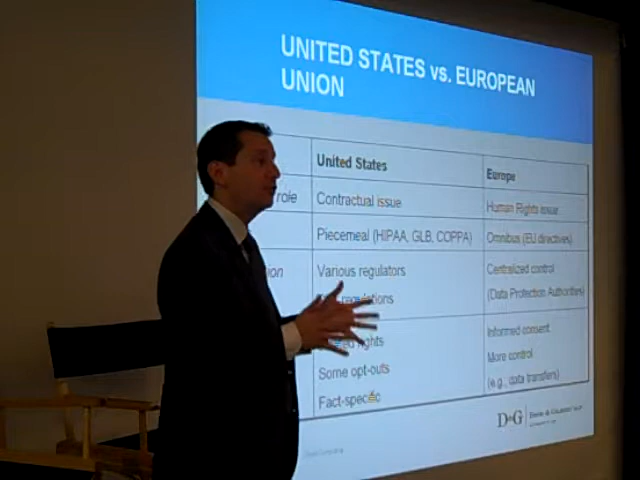 UNITED STATES vs. EUROPEAN
UNION
United States
Europe
role
Contractual issue
Human Rights issue
Piecemeal (HIPAA, GLB, COPPA)
Omnibus (EU directives)
Various regulators
Centralized control
(Data Protection Authorities)
rights
Informed consent
Some opt-outs
More control
Fact-specific
(e.g., data transfers)
D&G